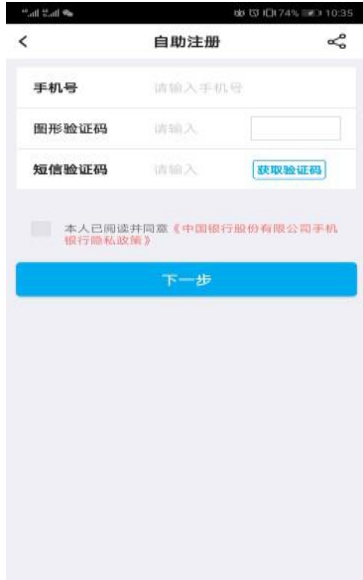 74% 10:35
自助注册
手机号 请输入手机号
图形验证码 请输入
短信验证码 请输入 获取验证码
本人已阅读并同意《中国银行股份有限公司手机
银行隐私政策》
下一步